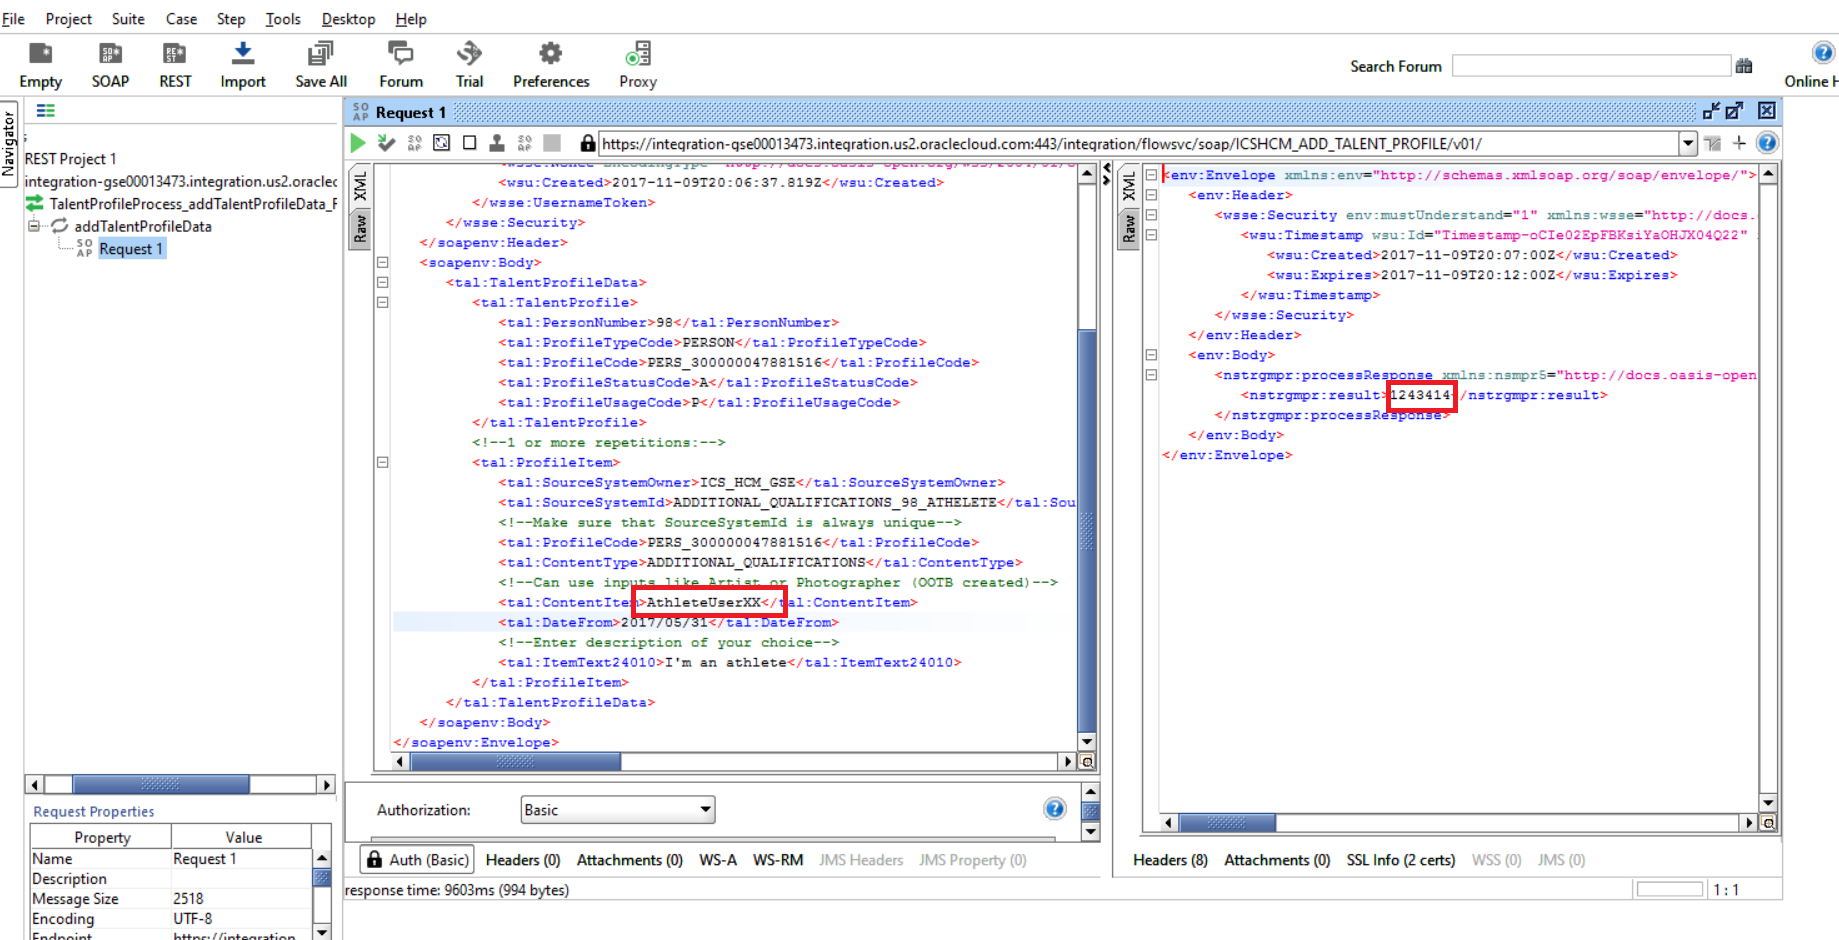 File Project Suite Case Step Tools Desktop Help
Empty SOAP REST Import Save All Forum Trial Preferences Proxy
Search Forum
Online H
Navigator
REST Project 1
integration-gse00013473.integration.us2.oraclec
TalentProfileProcess_addTalentProfileData_F
addTalentProfileData
Request 1
Request Properties
Property Value
Name Request 1
Description
Message Size 2518
Encoding UTF-8
Endpoint https://integration
SO AP Request 1
https://integration-gse00013473.integration.us2.oraclecloud.com:443/integration/flowsvc/soap/ICSHCM_ADD_TALENT_PROFILE/v01/
XML
Raw
<wsu:Created>2017-11-09T20:06:37.819Z</wsu:Created>
</wsse:UsernameToken>
</wsse:Security>
</soapenv:Header>
<soapenv:Body>
<tal:TalentProfileData>
<tal:TalentProfile>
<tal:PersonNumber>98</tal:PersonNumber>
<tal:ProfileTypeCode>PERSON</tal:ProfileTypeCode>
<tal:ProfileCode>PERS_300000047881516</tal:ProfileCode>
<tal:ProfileStatusCode>A</tal:ProfileStatusCode>
<tal:ProfileUsageCode>P</tal:ProfileUsageCode>
</tal:TalentProfile>
<!--1 or more repetitions:-->
<tal:ProfileItem>
<tal:SourceSystemOwner>ICS_HCM_GSE</tal:SourceSystemOwner>
<tal:SourceSystemId>ADDITIONAL_QUALIFICATIONS_98_ATHELETE</tal:Sou
<!--Make sure that SourceSystemId is always unique-->
<tal:ProfileCode>PERS_300000047881516</tal:ProfileCode>
<tal:ContentType>ADDITIONAL_QUALIFICATIONS</tal:ContentType>
<!--Can use inputs like Artist or Photographer (OOTB created)-->
<tal:ContentItem>AthleteUserXX</tal:ContentItem>
<tal:DateFrom>2017/05/31</tal:DateFrom>
<!--Enter description of your choice-->
<tal:ItemText24010>I'm an athlete</tal:ItemText24010>
</tal:ProfileItem>
</tal:TalentProfileData>
</soapenv:Body>
</soapenv:Envelope>
Authorization: Basic
Auth (Basic) Headers (0) Attachments (0) WS-A WS-RM JMS Headers JMS Property (0)
response time: 9603ms (994 bytes)
XML
Raw
<env:Envelope xmlns:env="http://schemas.xmlsoap.org/soap/envelope/">
<env:Header>
<wsse:Security env:mustUnderstand="1" xmlns:wsse="http://docs.
<wsu:Timestamp wsu:Id="Timestamp-oCIe02EpFBKsiYaOHJX04Q22"
<wsu:Created>2017-11-09T20:07:00Z</wsu:Created>
<wsu:Expires>2017-11-09T20:12:00Z</wsu:Expires>
</wsu:Timestamp>
</wsse:Security>
</env:Header>
<env:Body>
<nstrgmpr:processResponse xmlns:nsmpr5="http://docs.oasis-open
<nstrgmpr:result>1243414</nstrgmpr:result>
</nstrgmpr:processResponse>
</env:Body>
</env:Envelope>
Headers (8) Attachments (0) SSL Info (2 certs) WSS (0) JMS (0)
1 : 1